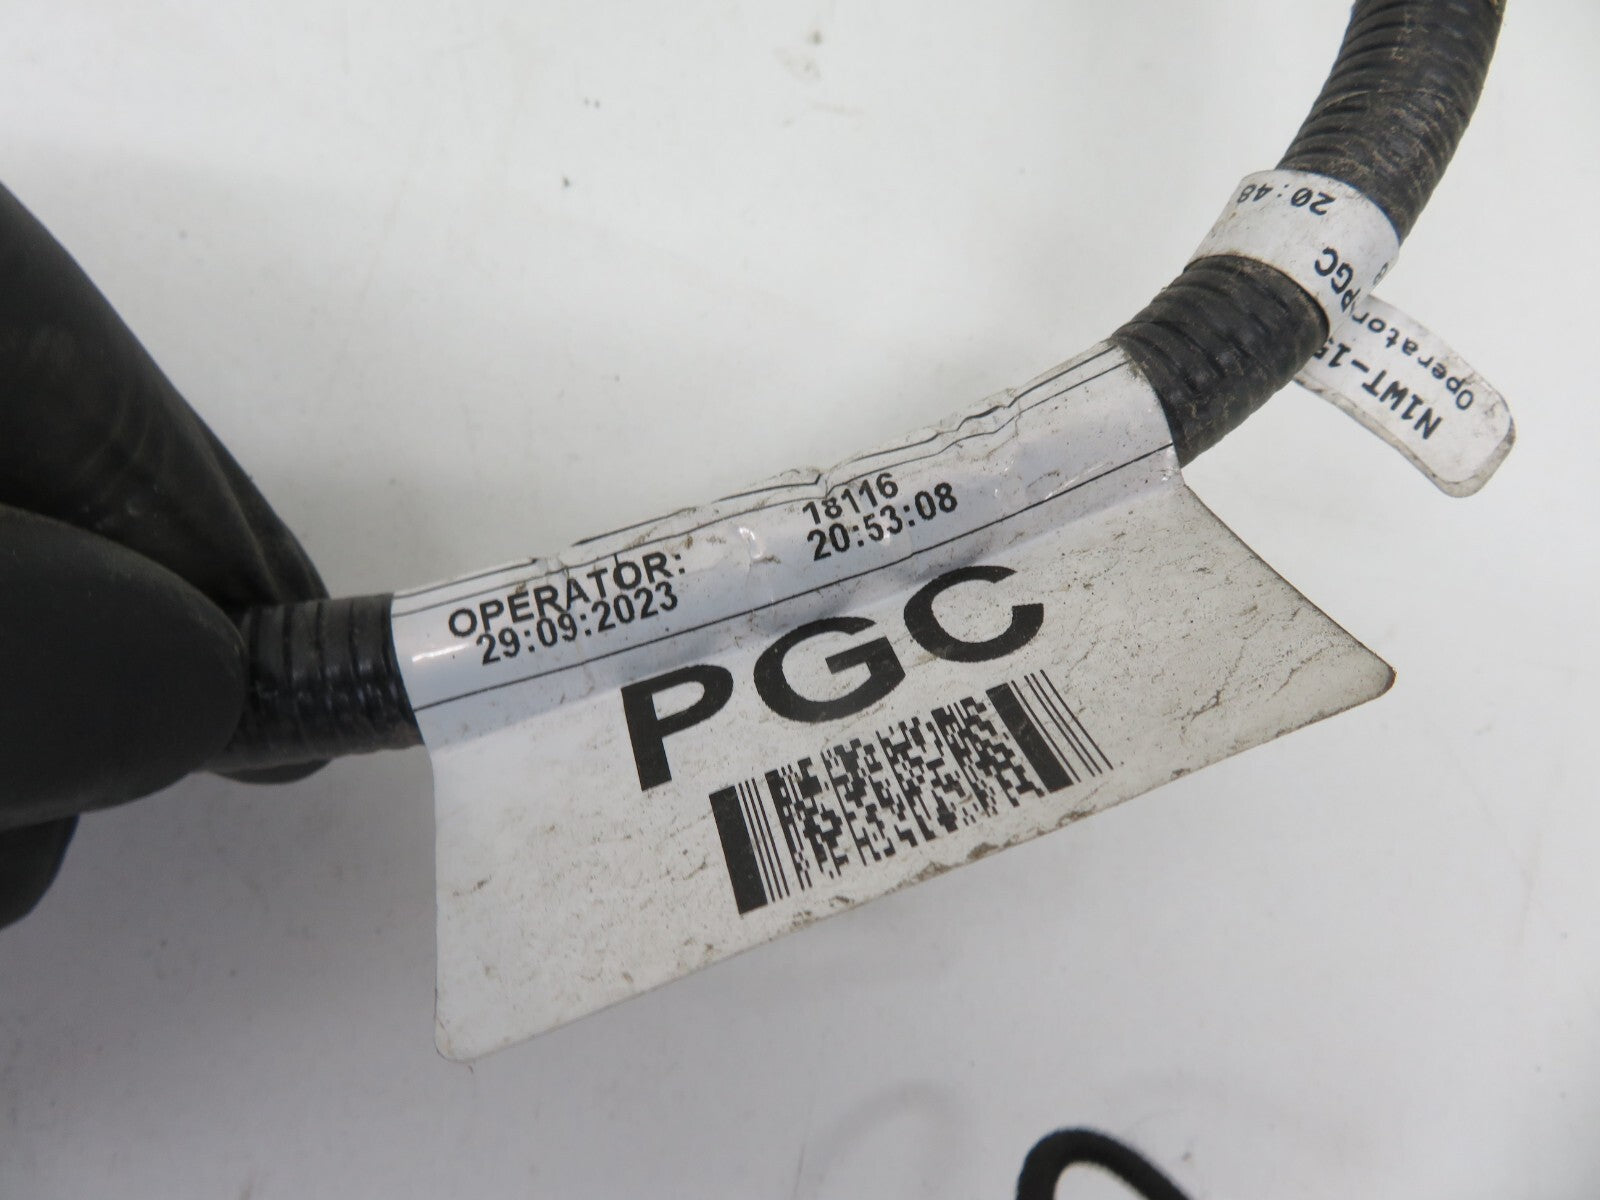 OPERATOR: 18116
29:09:2023 20:53:08
PGC
20:48
PGC
N1WT-15
Operator